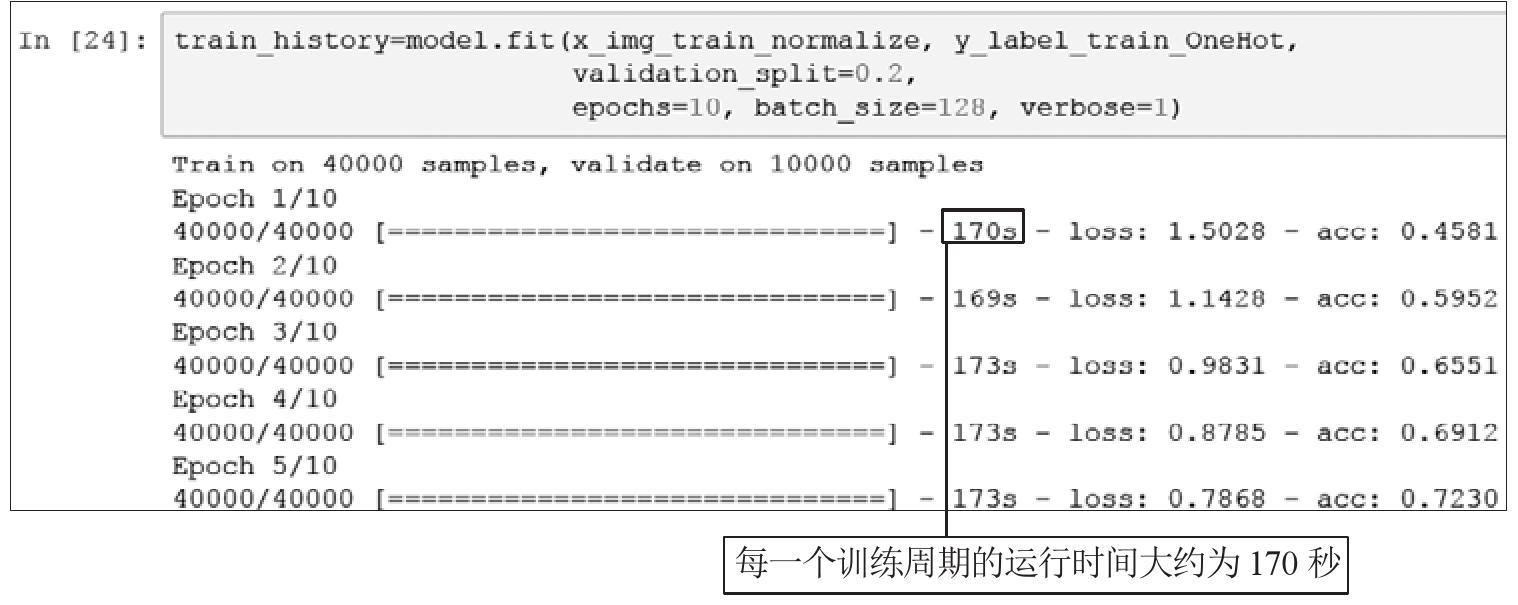 In [24]: train_history=model.fit(x_img_train_normalize, y_label_train_OneHot,
validation_split=0.2,
epochs=10, batch_size=128, verbose=1)
Train on 40000 samples, validate on 10000 samples
Epoch 1/10
40000/40000 [==============================] - 170s - loss: 1.5028 - acc: 0.4581
Epoch 2/10
40000/40000 [==============================] - 169s - loss: 1.1428 - acc: 0.5952
Epoch 3/10
40000/40000 [==============================] - 173s - loss: 0.9831 - acc: 0.6551
Epoch 4/10
40000/40000 [==============================] - 173s - loss: 0.8785 - acc: 0.6912
Epoch 5/10
40000/40000 [==============================] - 173s - loss: 0.7868 - acc: 0.7230
每一个训练周期的运行时间大约为 170 秒